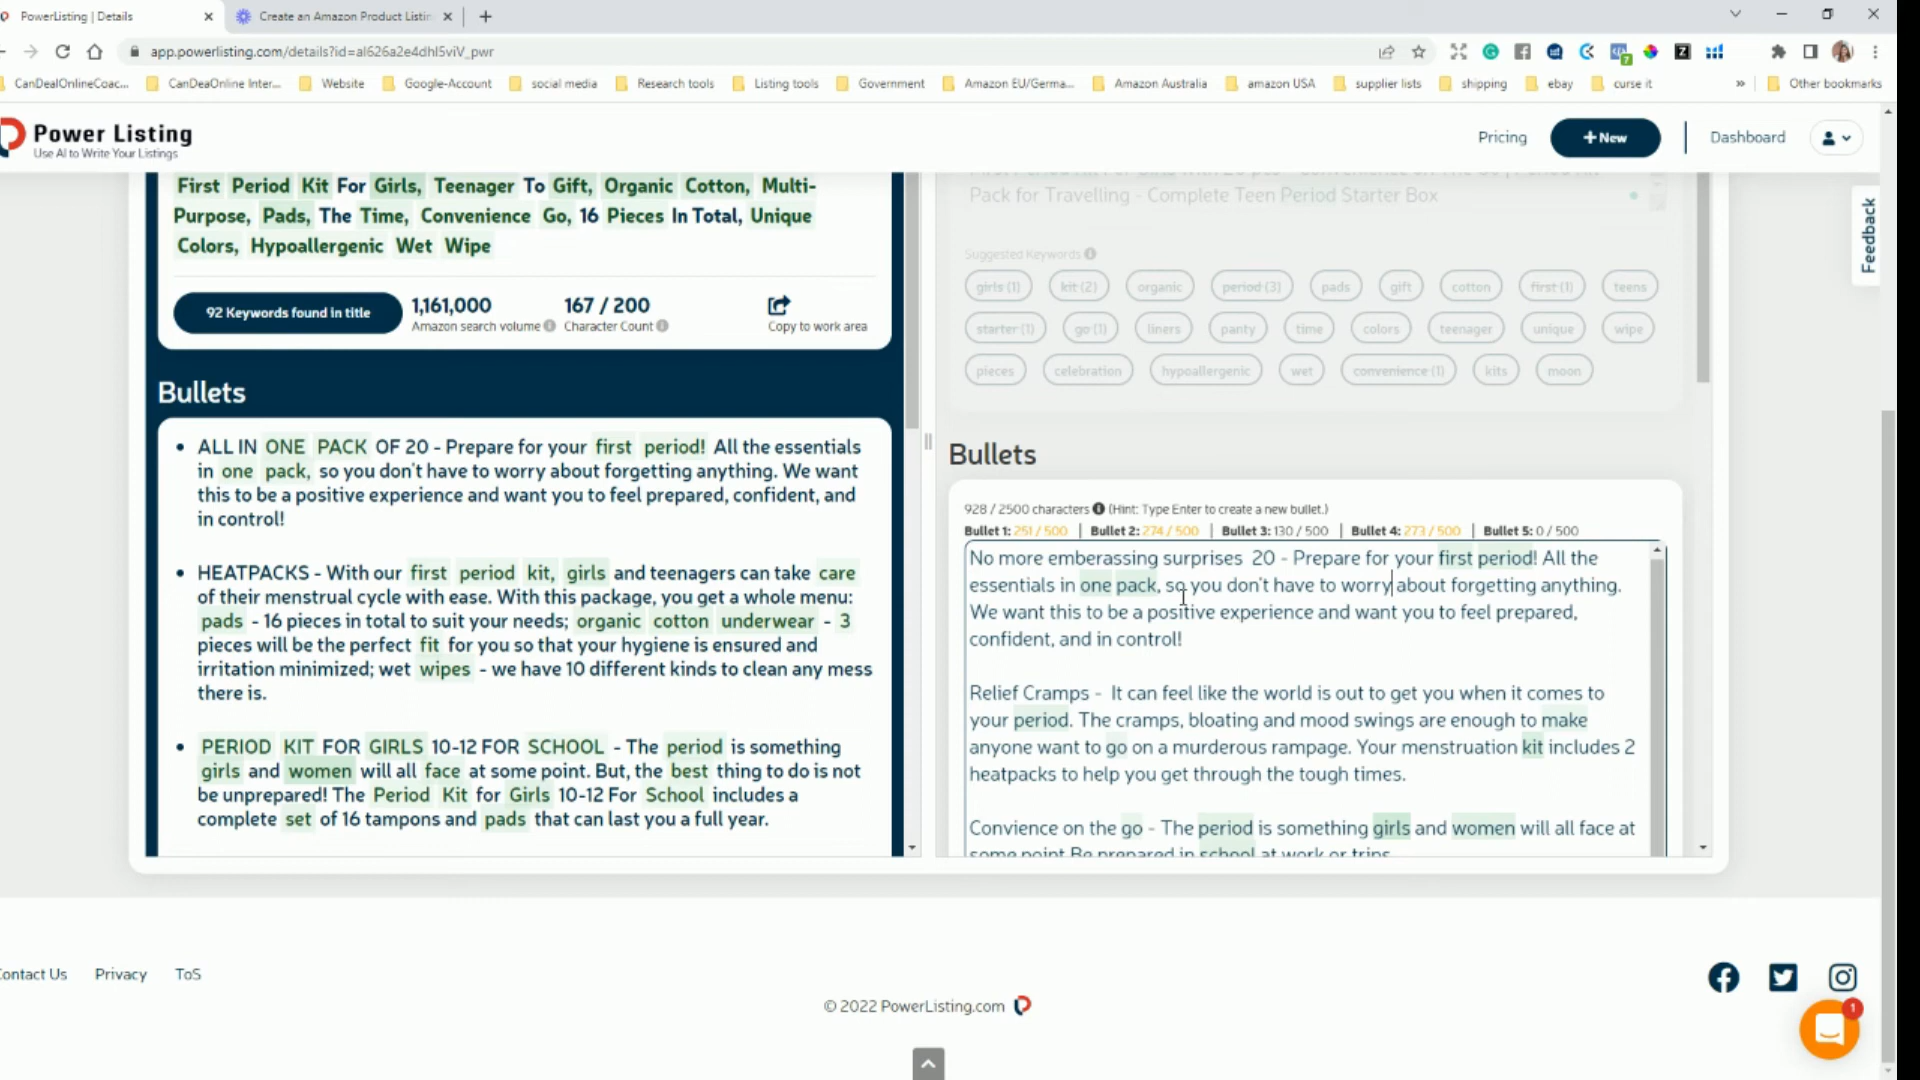 PowerListing | Details
Create an Amazon Product Listin
app.powerlisting.com/details?id=al626a2e4dhl5viV_pwr
CanDealOnlineCoac...
CanDeaOnline Inter...
Website
Google-Account
social media
Research tools
Listing tools
Government
Amazon EU/Germa...
Amazon Australia
amazon USA
supplier lists
shipping
ebay
curse it
»
Other bookmarks
Power Listing
Use AI to Write Your Listings
Pricing
+ New
Dashboard
Feedback
First Period Kit For Girls, Teenager To Gift, Organic Cotton, Multi-
Purpose, Pads, The Time, Convenience Go, 16 Pieces In Total, Unique
Colors, Hypoallergenic Wet Wipe
92 Keywords found in title
1,161,000
Amazon search volume
167 / 200
Character Count
Copy to work area
Bullets
• ALL IN ONE PACK OF 20 - Prepare for your first period! All the essentials
in one pack, so you don't have to worry about forgetting anything. We want
this to be a positive experience and want you to feel prepared, confident, and
in control!
• HEATPACKS - With our first period kit, girls and teenagers can take care
of their menstrual cycle with ease. With this package, you get a whole menu:
pads - 16 pieces in total to suit your needs; organic cotton underwear - 3
pieces will be the perfect fit for you so that your hygiene is ensured and
irritation minimized; wet wipes - we have 10 different kinds to clean any mess
there is.
• PERIOD KIT FOR GIRLS 10-12 FOR SCHOOL - The period is something
girls and women will all face at some point. But, the best thing to do is not
be unprepared! The Period Kit for Girls 10-12 For School includes a
complete set of 16 tampons and pads that can last you a full year.
Pack for Travelling - Complete Teen Period Starter Box
Suggested Keywords
girls (1)
kit (2)
organic
period (3)
pads
gift
cotton
first (1)
teens
starter (1)
go (1)
liners
panty
time
colors
teenager
unique
wipe
pieces
celebration
hypoallergenic
wet
convenience (1)
kits
moon
Bullets
928 / 2500 characters (Hint: Type Enter to create a new bullet.)
Bullet 1: 251 / 500 | Bullet 2: 274 / 500 | Bullet 3: 130 / 500 | Bullet 4: 273 / 500 | Bullet 5: 0 / 500
No more emberassing surprises 20 - Prepare for your first period! All the
essentials in one pack, so you don't have to worry about forgetting anything.
We want this to be a positive experience and want you to feel prepared,
confident, and in control!
Relief Cramps - It can feel like the world is out to get you when it comes to
your period. The cramps, bloating and mood swings are enough to make
anyone want to go on a murderous rampage. Your menstruation kit includes 2
heatpacks to help you get through the tough times.
Convience on the go - The period is something girls and women will all face at
some point Be prepared in school at work or trips
ontact Us
Privacy
ToS
© 2022 PowerListing.com
7
1